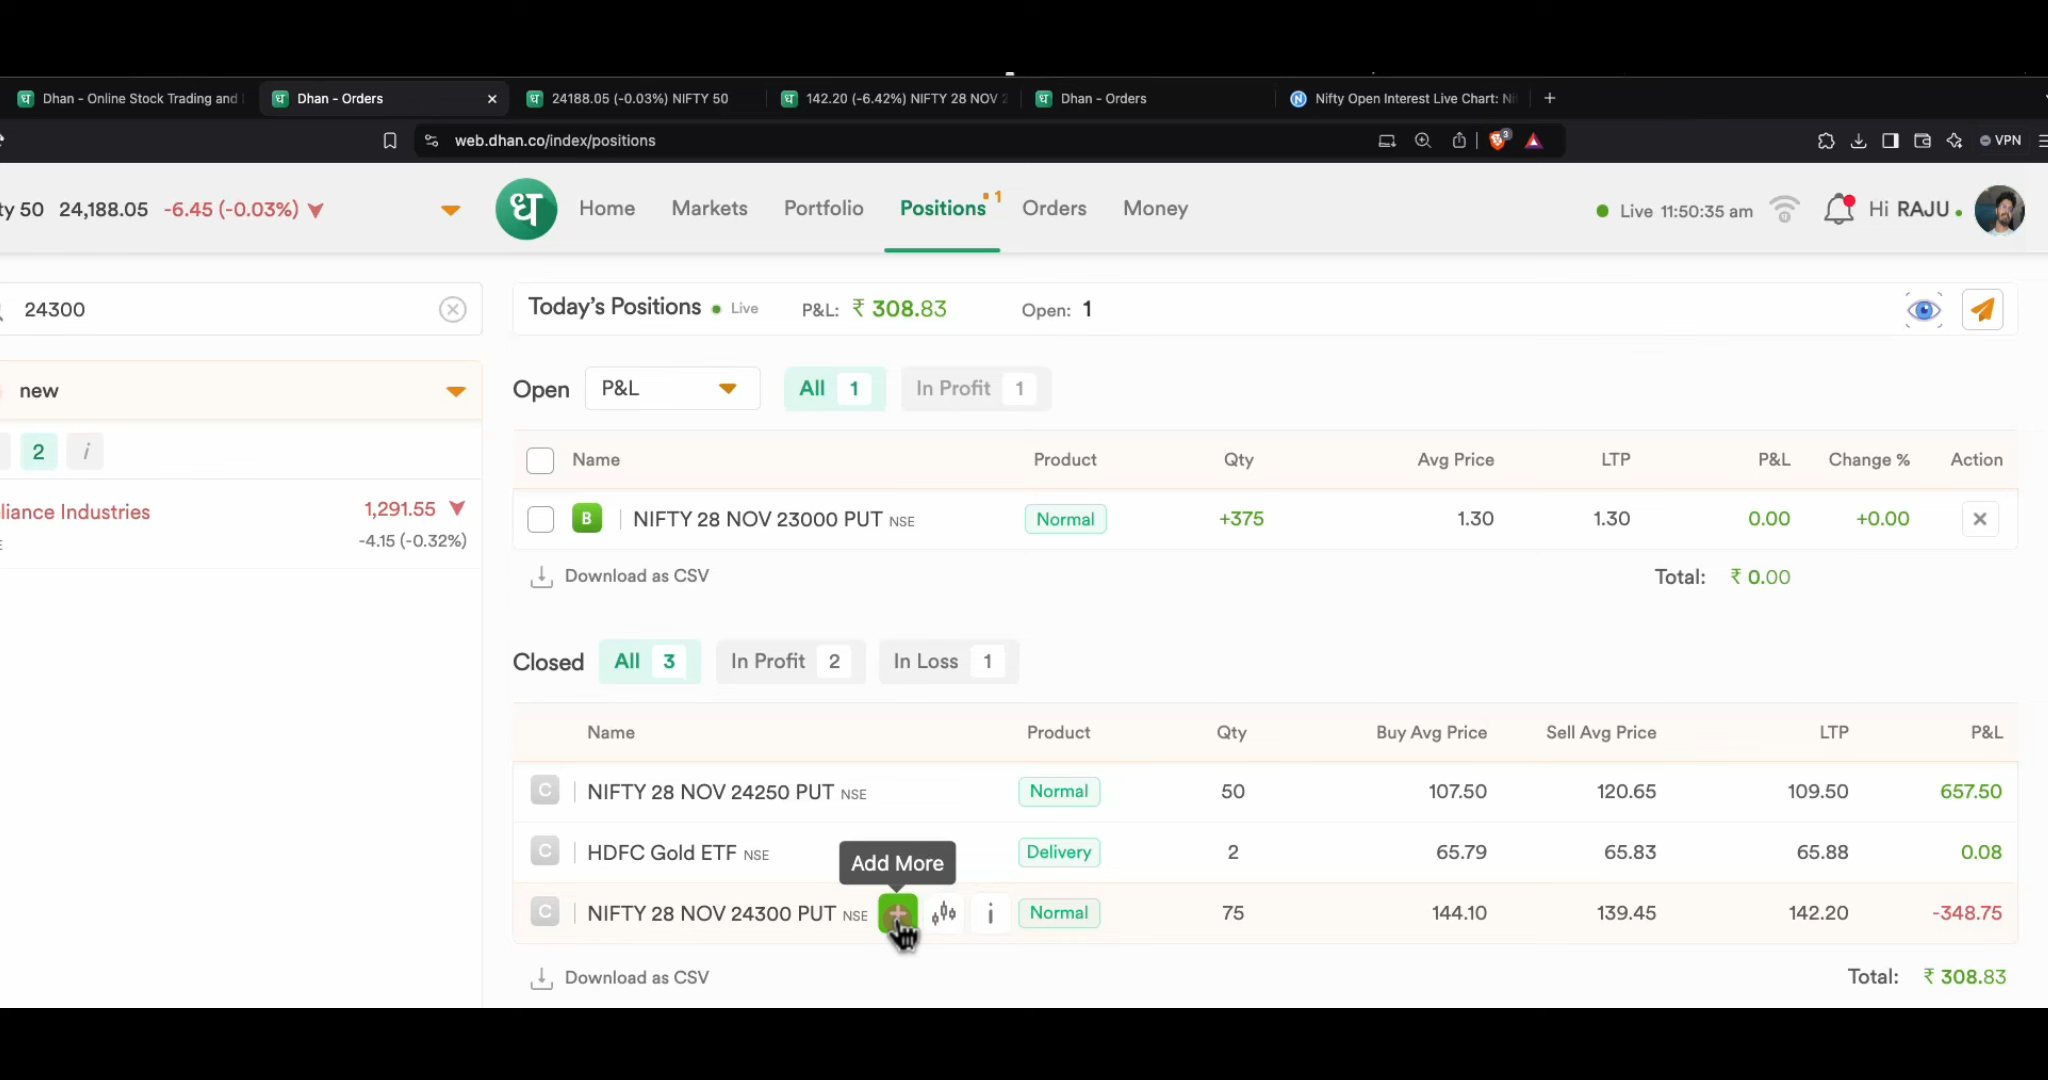 Dhan - Online Stock Trading and
Dhan - Orders
24188.05 (-0.03%) NIFTY 50
142.20 (-6.42%) NIFTY 28 NOV 2
Dhan - Orders
Nifty Open Interest Live Chart: Ni
web.dhan.co/index/positions
3
VPN
ty 50 24,188.05 -6.45 (-0.03%)
ध
Home
Markets
Portfolio
Positions 1
Orders
Money
Live 11:50:35 am
Hi RAJU
24300
Today's Positions Live P&L: ₹ 308.83 Open: 1
new
Open P&L All 1 In Profit 1
2 i
Name Product Qty Avg Price LTP P&L Change % Action
liance Industries 1,291.55
-4.15 (-0.32%)
B NIFTY 28 NOV 23000 PUT NSE Normal +375 1.30 1.30 0.00 +0.00
Download as CSV Total: ₹ 0.00
Closed All 3 In Profit 2 In Loss 1
Name Product Qty Buy Avg Price Sell Avg Price LTP P&L
C NIFTY 28 NOV 24250 PUT NSE Normal 50 107.50 120.65 109.50 657.50
C HDFC Gold ETF NSE Delivery 2 65.79 65.83 65.88 0.08
Add More
C NIFTY 28 NOV 24300 PUT NSE i Normal 75 144.10 139.45 142.20 -348.75
Download as CSV Total: ₹ 308.83